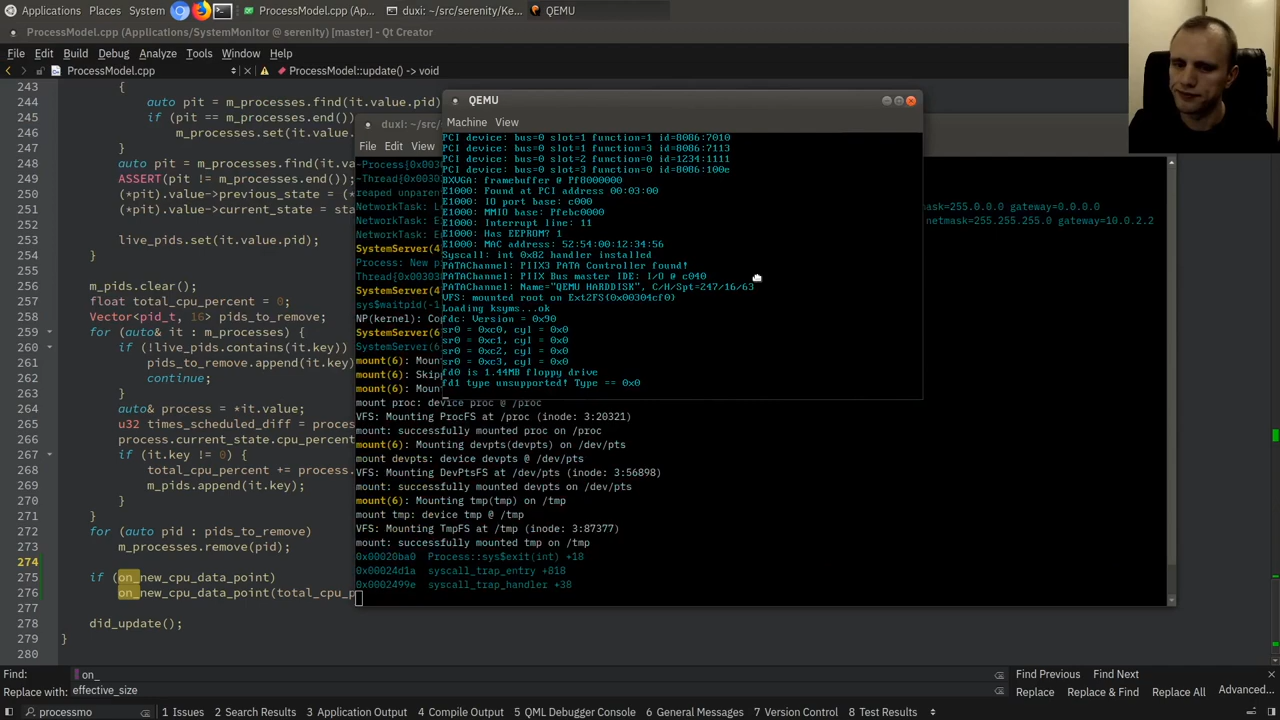 Applications Places System ProcessModel.cpp (Ap... duxi: ~/src/serenity/Ke... QEMU
ProcessModel.cpp (Applications/SystemMonitor @ serenity) [master] - Qt Creator
File Edit Build Debug Analyze Tools Window Help
ProcessModel.cpp ProcessModel::update() -> void
243 {
244 auto pit = m_processes.find(it.value.pid)
245 if (pit == m_processes.end()
246 m_processes.set(it.value
247
248 auto pit = m_processes.find(it.v
249 ASSERT(pit != m_processes.end())
250 (*pit).value->previous_state = (
251 (*pit).value->current_state = sta
252
253 live_pids.set(it.value.pid);
254 }
255
256 m_pids.clear();
257 float total_cpu_percent = 0;
258 Vector<pid_t, 16> pids_to_remove;
259 for (auto& it : m_processes) {
260 if (!live_pids.contains(it.key))
261 pids_to_remove.append(it.key
262 continue;
263 }
264 auto& process = *it.value;
265 u32 times_scheduled_diff = proces
266 process.current_state.cpu_percent
267 if (it.key != 0) {
268 total_cpu_percent += process.
269 m_pids.append(it.key);
270 }
271 }
272 for (auto pid : pids_to_remove)
273 m_processes.remove(pid);
274
275 if (on_new_cpu_data_point)
276 on_new_cpu_data_point(total_cpu_p
277
278 did_update();
279 }
280
duxi: ~/src/
File Edit View
~Process{0x003
~Thread{0x0030
reaped unparen
NetworkTask: L
NetworkTask: E
SystemServer(4
Process: New p
Thread{0x00303
SystemServer(4
sys$waitpid(-1
NP(kernel): Co
SystemServer(6
SystemServer(6
mount(6): Moun
mount(6): Skip
mount(6): Moun
mask=255.0.0.0 gateway=0.0.0.0
netmask=255.255.255.0 gateway=10.0.2.2
mount proc: device proc @ /proc
VFS: Mounting ProcFS at /proc (inode: 3:20321)
mount: successfully mounted proc on /proc
mount(6): Mounting devpts(devpts) on /dev/pts
mount devpts: device devpts @ /dev/pts
VFS: Mounting DevPtsFS at /dev/pts (inode: 3:56898)
mount: successfully mounted devpts on /dev/pts
mount(6): Mounting tmp(tmp) on /tmp
mount tmp: device tmp @ /tmp
VFS: Mounting TmpFS at /tmp (inode: 3:87377)
mount: successfully mounted tmp on /tmp
0x00020ba0 Process::sys$exit(int) +18
0x00024d1a syscall_trap_entry +818
0x0002499e syscall_trap_handler +38
QEMU
Machine View
PCI device: bus=0 slot=1 function=1 id=8086:7010
PCI device: bus=0 slot=1 function=3 id=8086:7113
PCI device: bus=0 slot=2 function=0 id=1234:1111
PCI device: bus=0 slot=3 function=0 id=8086:100e
BXVGA: framebuffer @ Pf8000000
E1000: Found at PCI address 00:03:00
E1000: IO port base: c000
E1000: MMIO base: Pfebc0000
E1000: Interrupt line: 11
E1000: Has EEPROM? 1
E1000: MAC address: 52:54:00:12:34:56
Syscall: int 0x82 handler installed
PATAChannel: PIIX3 PATA Controller found!
PATAChannel: PIIX Bus master IDE: I/O @ c040
PATAChannel: Name="QEMU HARDDISK", C/H/Spt=247/16/63
VFS: mounted root on Ext2FS{0x00304cf0}
Loading ksyms...ok
fdc: Version = 0x90
sr0 = 0xc0, cyl = 0x0
sr0 = 0xc1, cyl = 0x0
sr0 = 0xc2, cyl = 0x0
sr0 = 0xc3, cyl = 0x0
fd0 is 1.44MB floppy drive
fd1 type unsupported! Type == 0x0
Find: on_ Find Previous Find Next
Replace with: effective_size Replace Replace & Find Replace All Advanced...
processmo 1 Issues 2 Search Results 3 Application Output 4 Compile Output 5 QML Debugger Console 6 General Messages 7 Version Control 8 Test Results